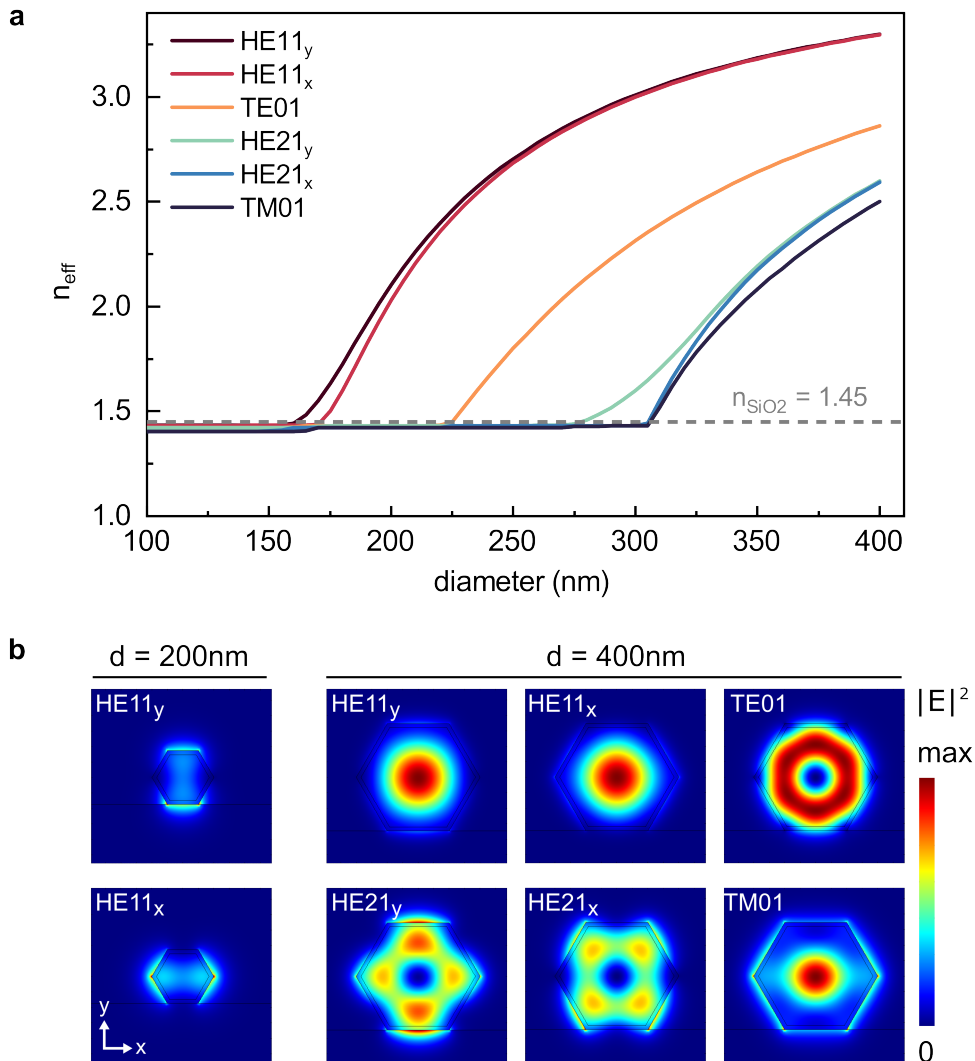 a
HE11y
HE11x
TE01
HE21y
HE21x
TM01
neff
3.0
2.5
2.0
1.5
1.0
nSiO2 = 1.45
100 150 200 250 300 350 400
diameter (nm)
b
d = 200nm d = 400nm
HE11y HE11y HE11x TE01
|E|²
max
HE11x HE21y HE21x TM01
y
x
0